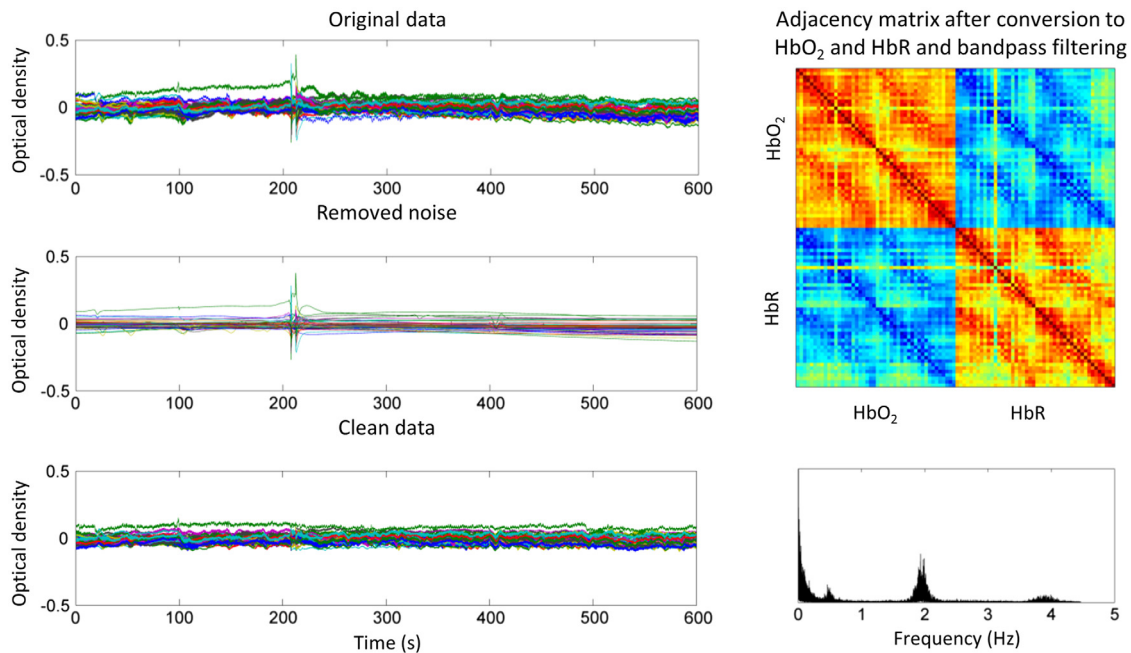 Original data
0.5
0
-0.5
Optical density
0 100 200 300 400 500 600
Removed noise
0.5
0
-0.5
Optical density
0 100 200 300 400 500 600
Clean data
0.5
0
-0.5
Optical density
0 100 200 300 400 500 600
Time (s)
Adjacency matrix after conversion to
HbO₂ and HbR and bandpass filtering
HbO₂
HbR
HbO₂ HbR
0 1 2 3 4 5
Frequency (Hz)